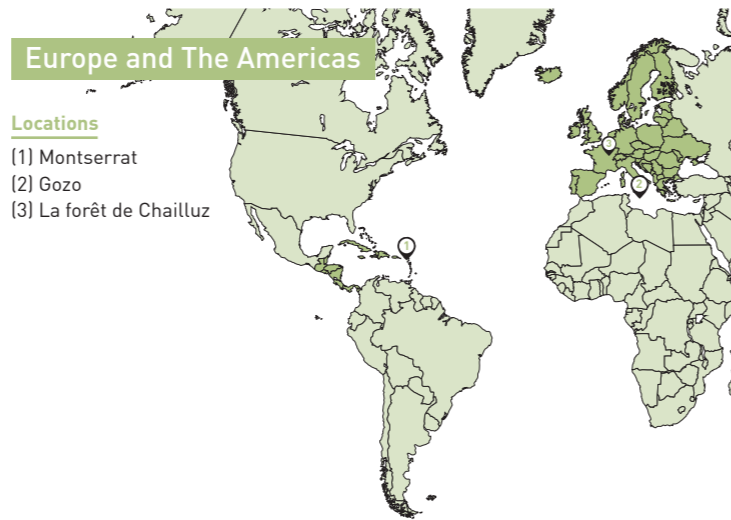 Europe and The Americas
Locations
(1) Montserrat
(2) Gozo
(3) La forêt de Chailluz
1
2
3